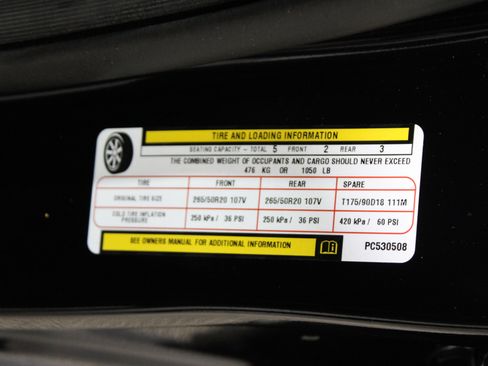 TIRE AND LOADING INFORMATION
SEATING CAPACITY - TOTAL 5 FRONT 2 REAR 3
THE COMBINED WEIGHT OF OCCUPANTS AND CARGO SHOULD NEVER EXCEED
476 KG OR 1050 LB
TIRE FRONT REAR SPARE
ORIGINAL TIRE SIZE 265/50R20 107V 265/50R20 107V T175/90D18 111M
COLD TIRE INFLATION PRESSURE 250 kPa / 36 PSI 250 kPa / 36 PSI 420 kPa / 60 PSI
SEE OWNERS MANUAL FOR ADDITIONAL INFORMATION PC530508